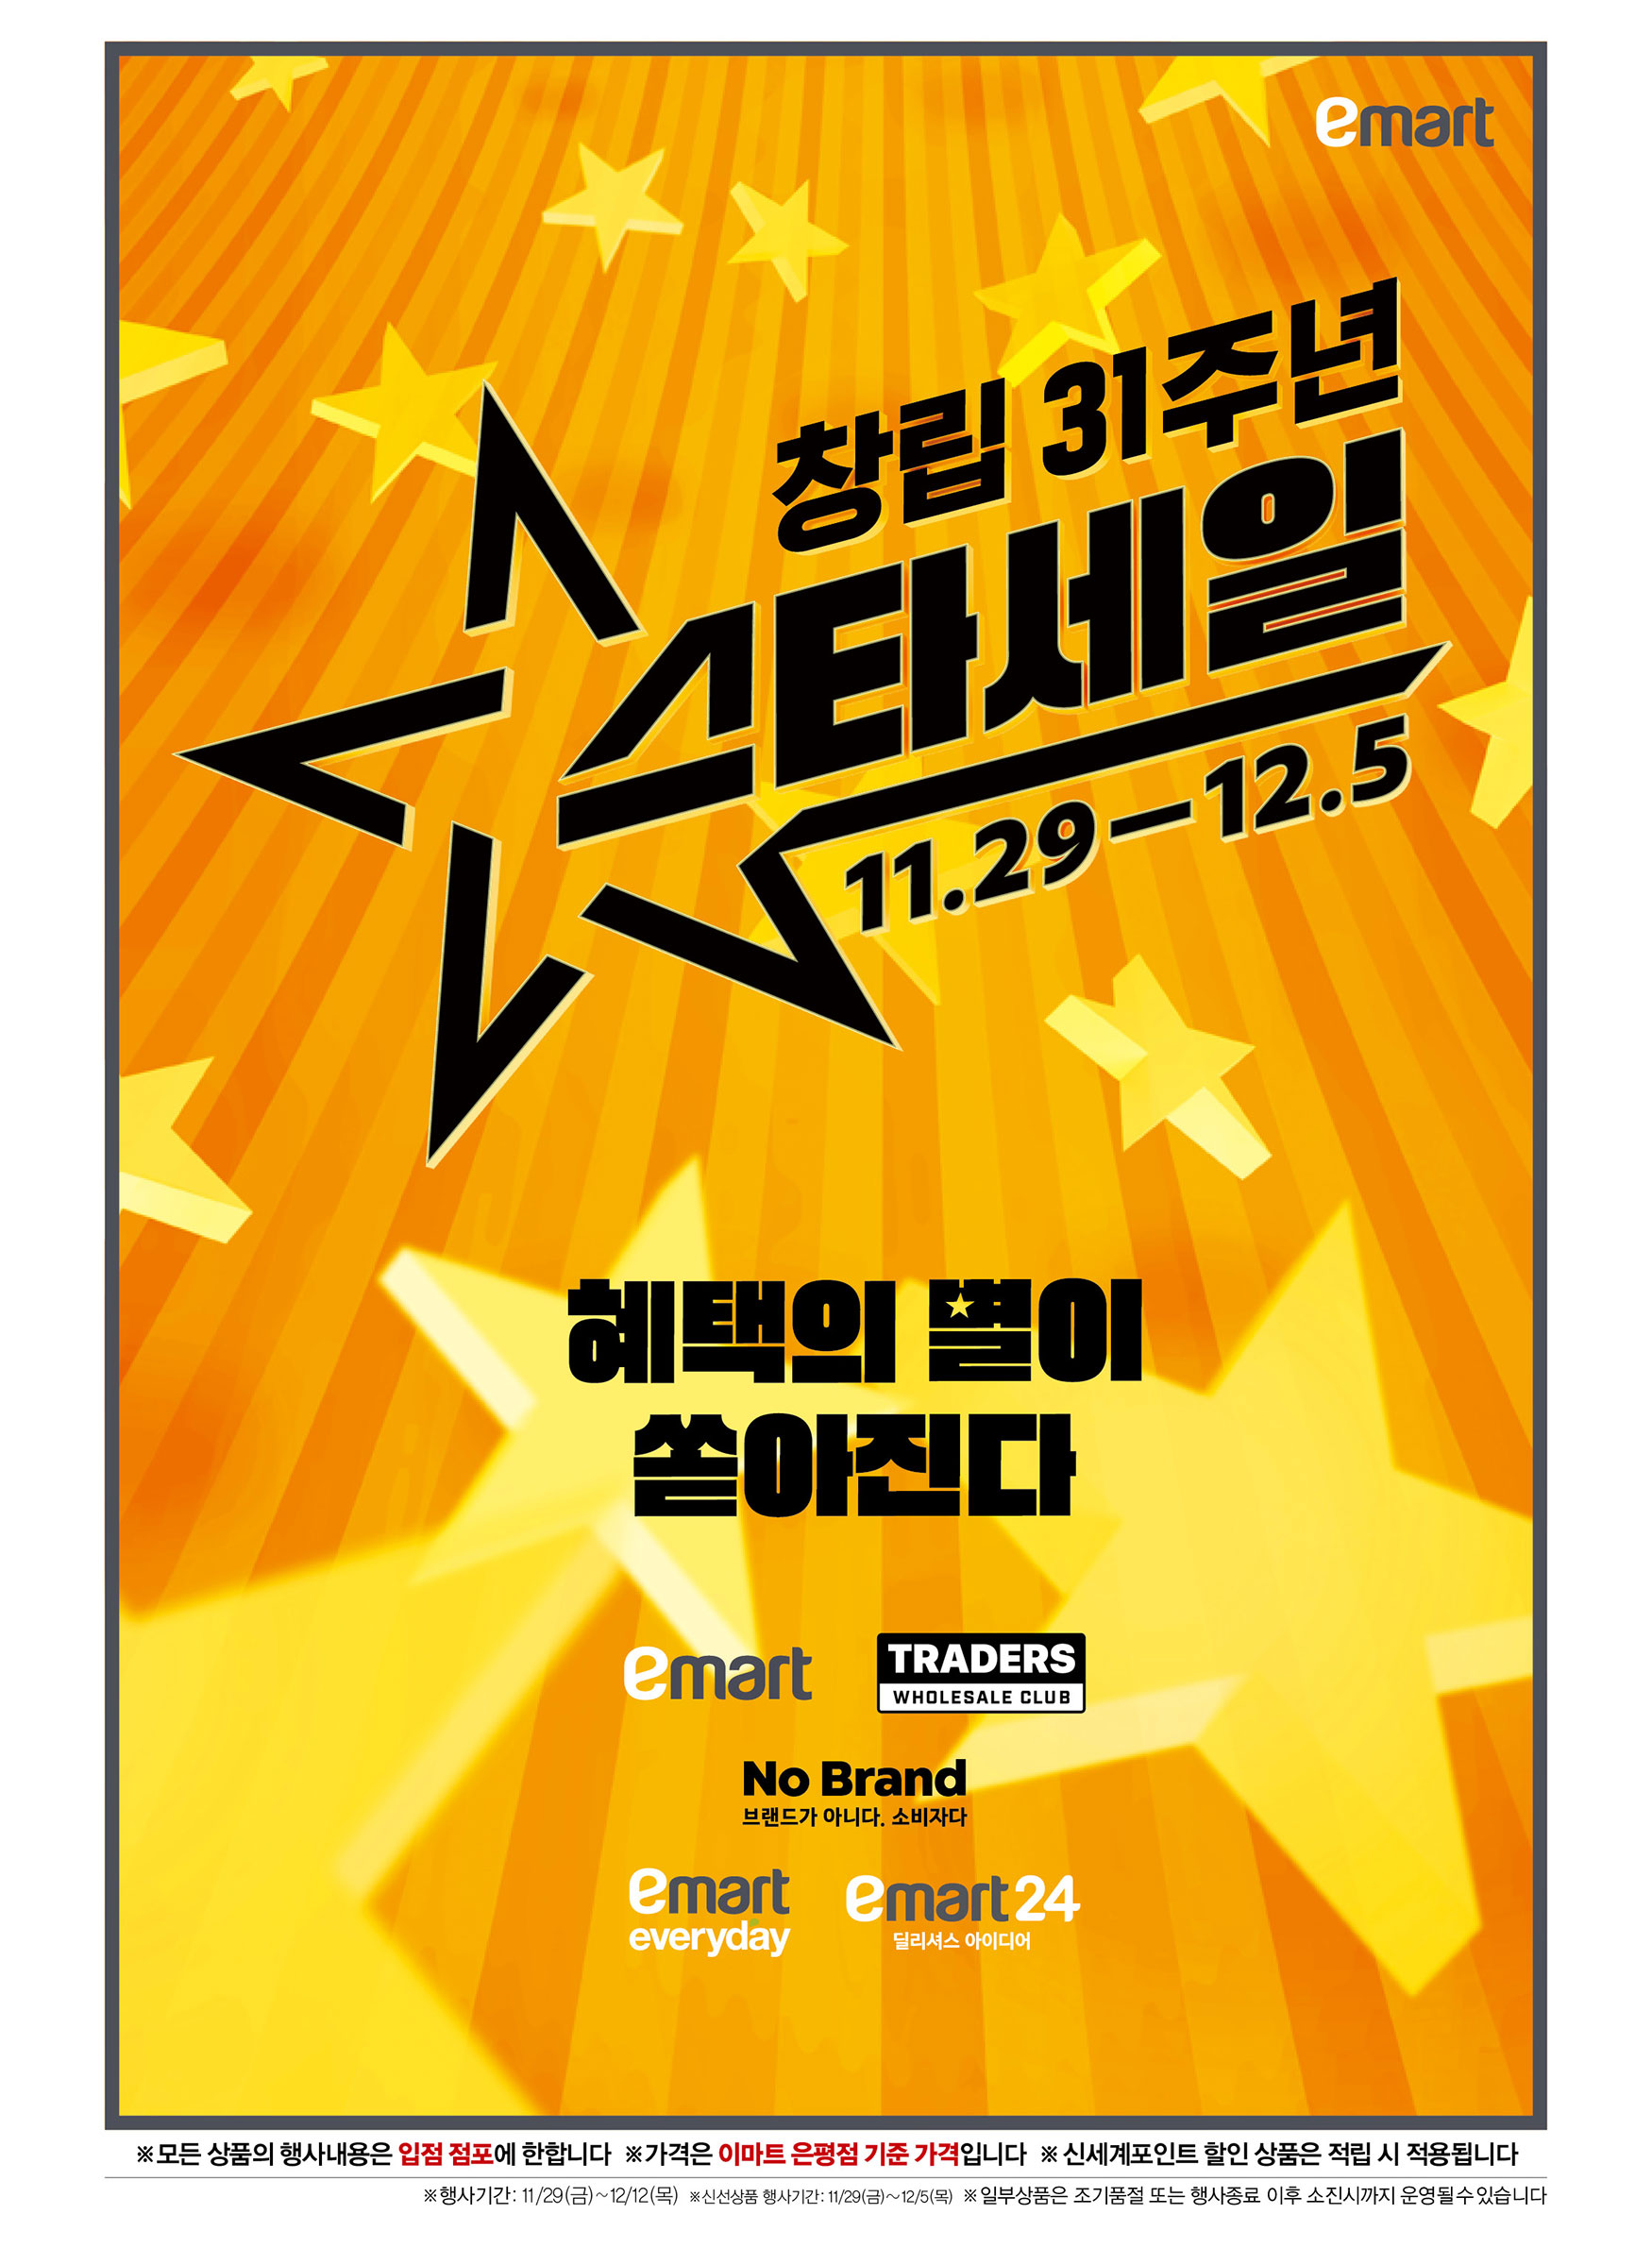 emart
창립 31주년
스타세일
11.29—12.5
혜택의 별이
쏟아진다
emart
TRADERS
WHOLESALE CLUB
No Brand
브랜드가 아니다. 소비자다
emart
everyday
emart24
딜리셔스 아이디어
※모든 상품의 행사내용은 입점 점포에 한합니다 ※가격은 이마트 은평점 기준 가격입니다 ※신세계포인트 할인 상품은 적립 시 적용됩니다
※행사기간: 11/29(금)~12/12(목) ※신선상품 행사기간: 11/29(금)~12/5(목) ※일부상품은 조기품절 또는 행사종료 이후 소진시까지 운영될수있습니다